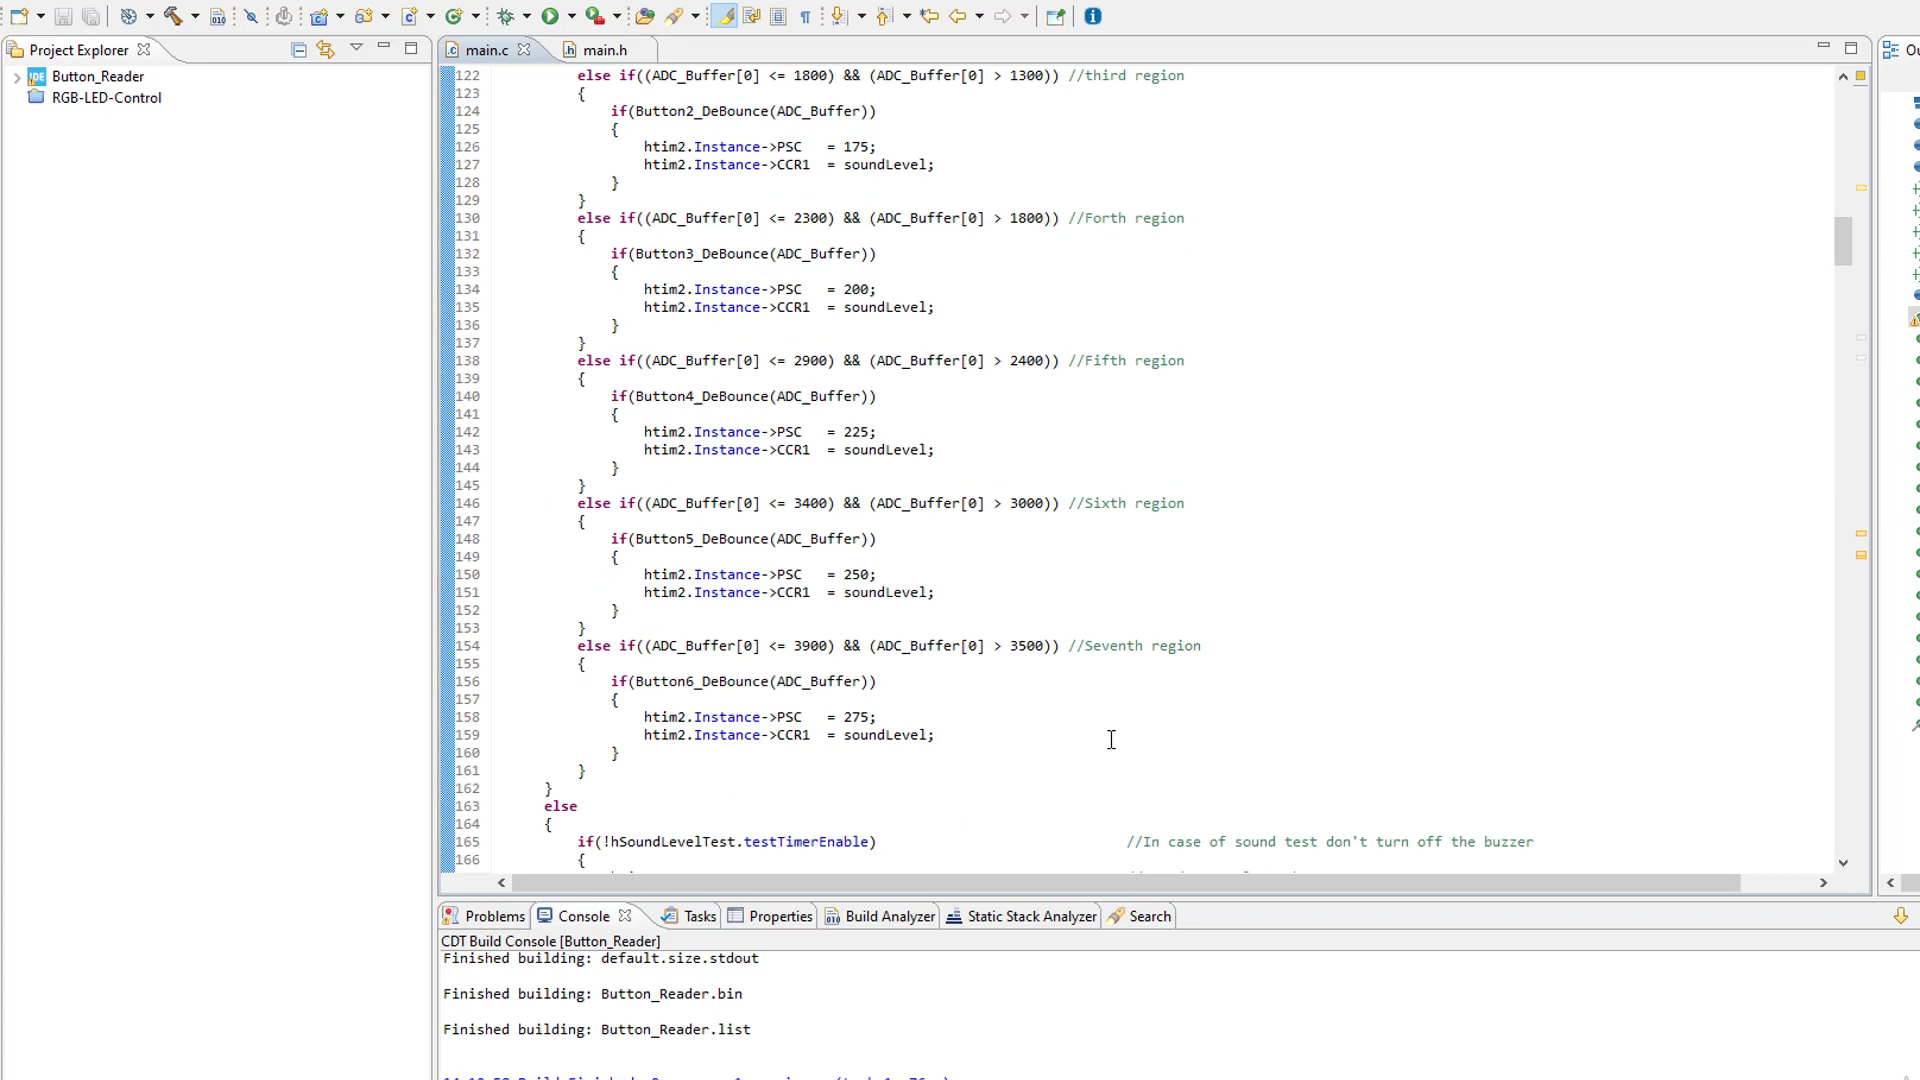 Project Explorer
main.c
main.h
Button_Reader
RGB-LED-Control
122 else if((ADC_Buffer[0] <= 1800) && (ADC_Buffer[0] > 1300)) //third region
123 {
124 if(Button2_DeBounce(ADC_Buffer))
125 {
126 htim2.Instance->PSC = 175;
127 htim2.Instance->CCR1 = soundLevel;
128 }
129 }
130 else if((ADC_Buffer[0] <= 2300) && (ADC_Buffer[0] > 1800)) //Forth region
131 {
132 if(Button3_DeBounce(ADC_Buffer))
133 {
134 htim2.Instance->PSC = 200;
135 htim2.Instance->CCR1 = soundLevel;
136 }
137 }
138 else if((ADC_Buffer[0] <= 2900) && (ADC_Buffer[0] > 2400)) //Fifth region
139 {
140 if(Button4_DeBounce(ADC_Buffer))
141 {
142 htim2.Instance->PSC = 225;
143 htim2.Instance->CCR1 = soundLevel;
144 }
145 }
146 else if((ADC_Buffer[0] <= 3400) && (ADC_Buffer[0] > 3000)) //Sixth region
147 {
148 if(Button5_DeBounce(ADC_Buffer))
149 {
150 htim2.Instance->PSC = 250;
151 htim2.Instance->CCR1 = soundLevel;
152 }
153 }
154 else if((ADC_Buffer[0] <= 3900) && (ADC_Buffer[0] > 3500)) //Seventh region
155 {
156 if(Button6_DeBounce(ADC_Buffer))
157 {
158 htim2.Instance->PSC = 275;
159 htim2.Instance->CCR1 = soundLevel;
160 }
161 }
162 }
163 else
164 {
165 if(!hSoundLevelTest.testTimerEnable) //In case of sound test don't turn off the buzzer
166 {
Problems Console Tasks Properties Build Analyzer Static Stack Analyzer Search
CDT Build Console [Button_Reader]
Finished building: default.size.stdout
Finished building: Button_Reader.bin
Finished building: Button_Reader.list